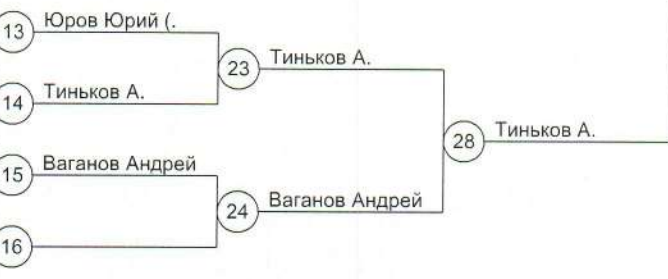 13 Юров Юрий (.
23 Тиньков А.
14 Тиньков А.
28 Тиньков А.
15 Ваганов Андрей
24 Ваганов Андрей
16